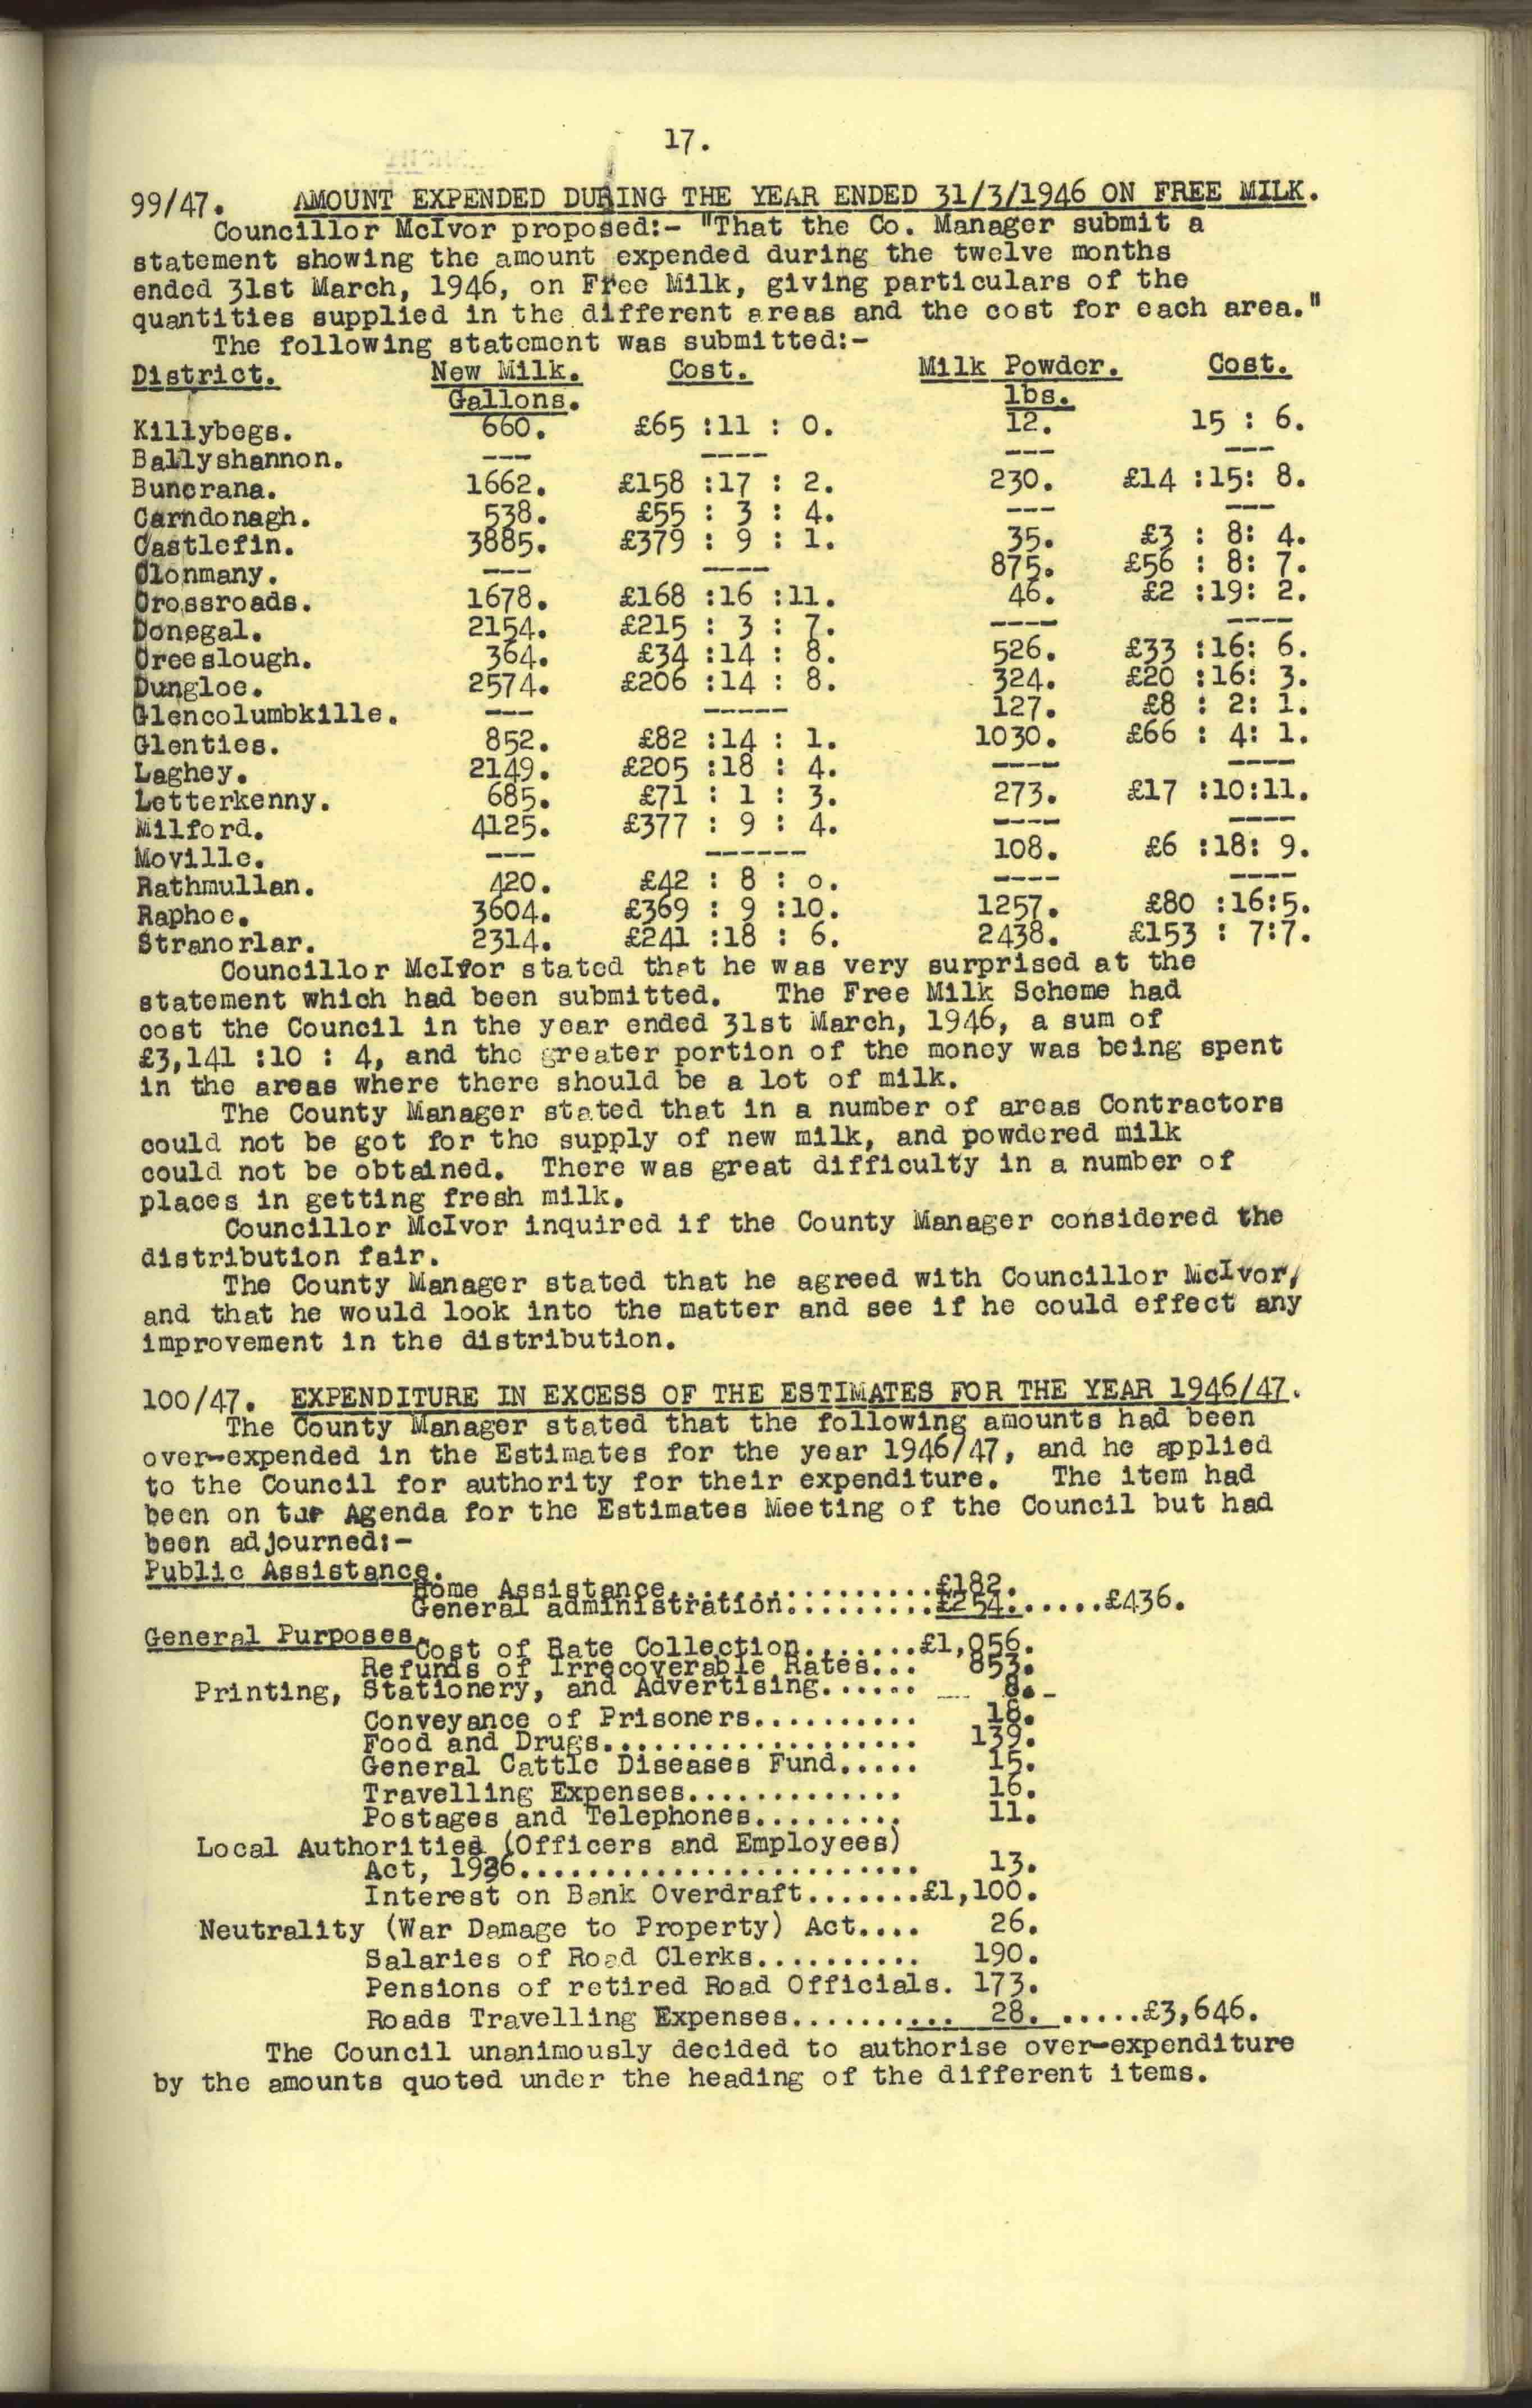 17.
99/47. AMOUNT EXPENDED DURING THE YEAR ENDED 31/3/1946 ON FREE MILK.
Councillor McIvor proposed:- "That the Co. Manager submit a
statement showing the amount expended during the twelve months
ended 31st March, 1946, on Free Milk, giving particulars of the
quantities supplied in the different areas and the cost for each area."
The following statement was submitted:-
District. New Milk. Cost. Milk Powder. Cost.
Gallons. lbs.
Killybegs. 660. £65 :11 : 0. 12. 15 : 6.
Ballyshannon. --- ---- --- ---
Buncrana. 1662. £158 :17 : 2. 230. £14 :15: 8.
Carndonagh. 538. £55 : 3 : 4. --- ---
Castlefin. 3885. £379 : 9 : 1. 35. £3 : 8: 4.
Clonmany. --- ---- 875. £56 : 8: 7.
Crossroads. 1678. £168 :16 :11. 46. £2 :19: 2.
Donegal. 2154. £215 : 3 : 7. ---- ----
Creeslough. 364. £34 :14 : 8. 526. £33 :16: 6.
Dungloe. 2574. £206 :14 : 8. 324. £20 :16: 3.
Glencolumbkille. --- ----- 127. £8 : 2: 1.
Glenties. 852. £82 :14 : 1. 1030. £66 : 4: 1.
Laghey. 2149. £205 :18 : 4. ---- ----
Letterkenny. 685. £71 : 1 : 3. 273. £17 :10:11.
Milford. 4125. £377 : 9 : 4. ---- ----
Moville. --- ------ 108. £6 :18: 9.
Rathmullan. 420. £42 : 8 : 0. ---- ----
Raphoe. 3604. £369 : 9 :10. 1257. £80 :16:5.
Stranorlar. 2314. £241 :18 : 6. 2438. £153 : 7:7.
Councillor McIvor stated that he was very surprised at the
statement which had been submitted. The Free Milk Scheme had
cost the Council in the year ended 31st March, 1946, a sum of
£3,141 :10 : 4, and the greater portion of the money was being spent
in the areas where there should be a lot of milk.
The County Manager stated that in a number of areas Contractors
could not be got for the supply of new milk, and powdered milk
could not be obtained. There was great difficulty in a number of
places in getting fresh milk.
Councillor McIvor inquired if the County Manager considered the
distribution fair.
The County Manager stated that he agreed with Councillor McIvor,
and that he would look into the matter and see if he could effect any
improvement in the distribution.
100/47. EXPENDITURE IN EXCESS OF THE ESTIMATES FOR THE YEAR 1946/47.
The County Manager stated that the following amounts had been
over-expended in the Estimates for the year 1946/47, and he applied
to the Council for authority for their expenditure. The item had
been on Agenda for the Estimates Meeting of the Council but had
been adjourned:-
Public Assistance.
Home Assistance..................£182.
General administration:.........£254.......£436.
General Purposes.
Cost of Rate Collection.......£1,056.
Refunds of Irrecoverable Rates... 853.
Printing, Stationery, and Advertising...... 8.-
Conveyance of Prisoners.......... 18.
Food and Drugs................... 139.
General Cattle Diseases Fund..... 15.
Travelling Expenses............. 16.
Postages and Telephones......... 11.
Local Authorities (Officers and Employees)
Act, 1926........................ 13.
Interest on Bank Overdraft.......£1,100.
Neutrality (War Damage to Property) Act.... 26.
Salaries of Road Clerks.......... 190.
Pensions of retired Road Officials. 173.
Roads Travelling Expenses.......... 28. .....£3,646.
The Council unanimously decided to authorise over-expenditure
by the amounts quoted under the heading of the different items.